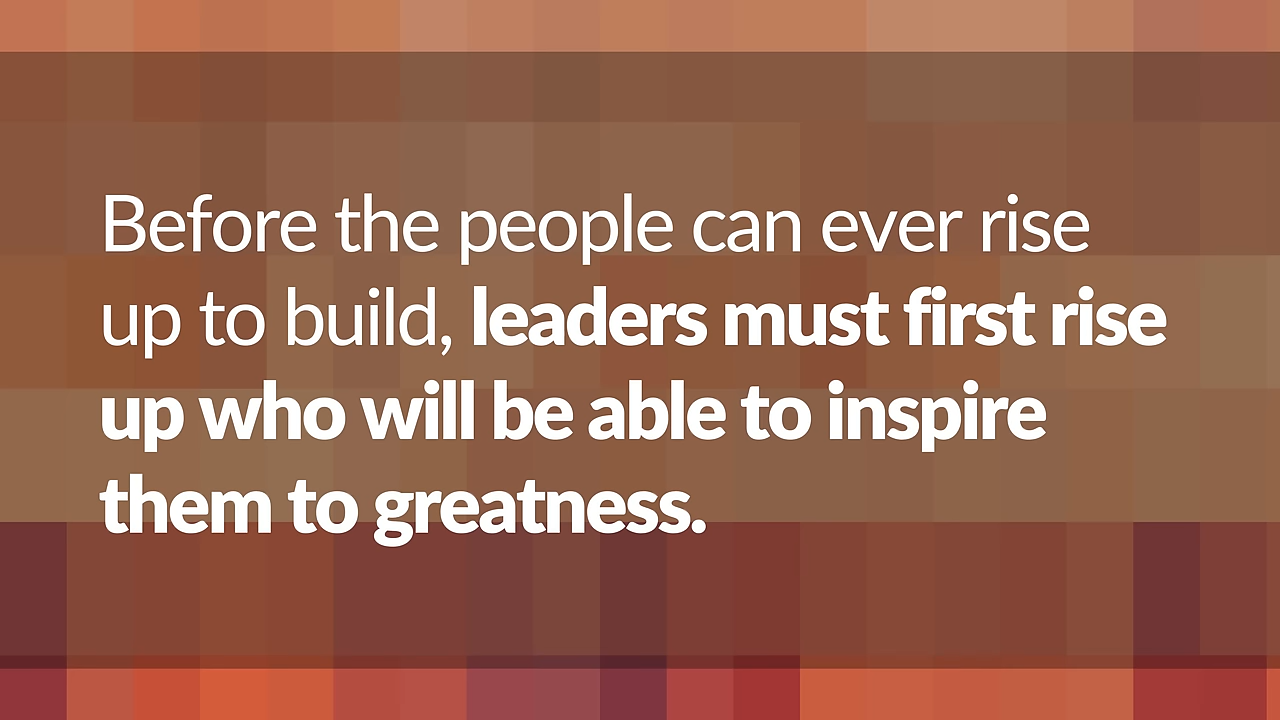 Before the people can ever rise
up to build, leaders must first rise
up who will be able to inspire
them to greatness.